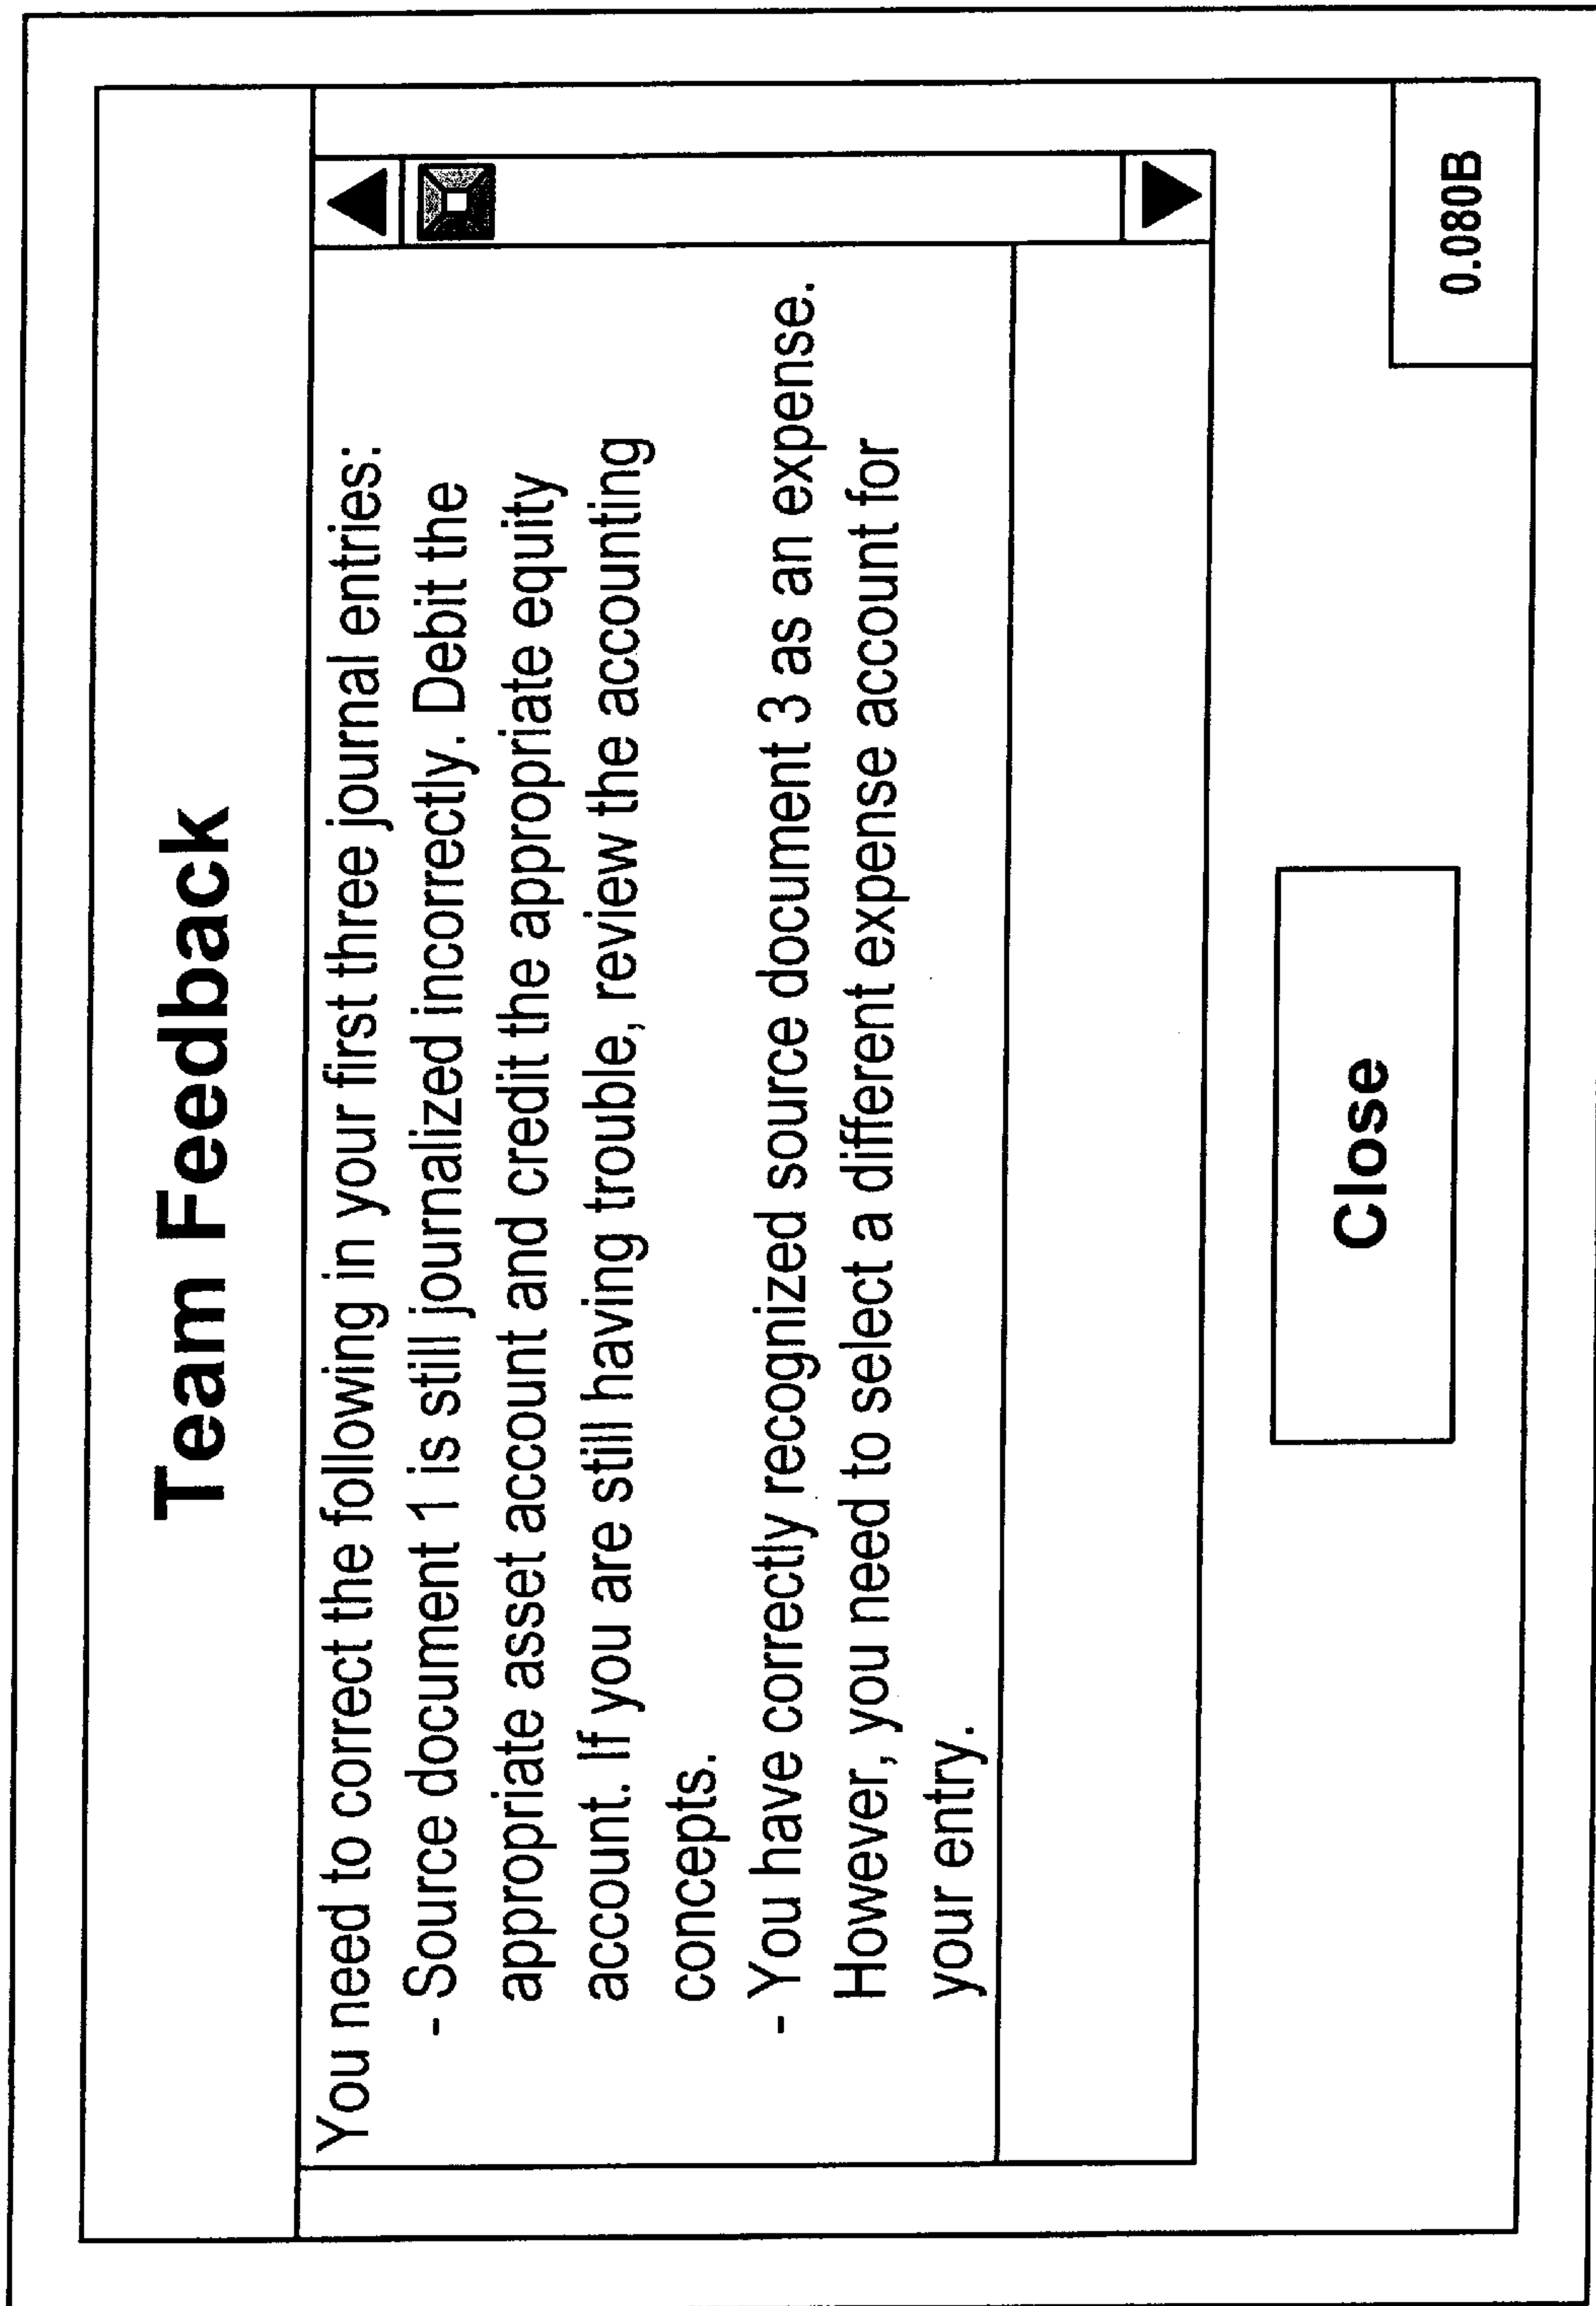 Team Feedback
You need to correct the following in your first three journal entries:
- Source document 1 is still journalized incorrectly. Debit the
appropriate asset account and credit the appropriate equity
account. If you are still having trouble, review the accounting
concepts.
- You have correctly recognized source document 3 as an expense.
However, you need to select a different expense account for
your entry.
Close
0.080B